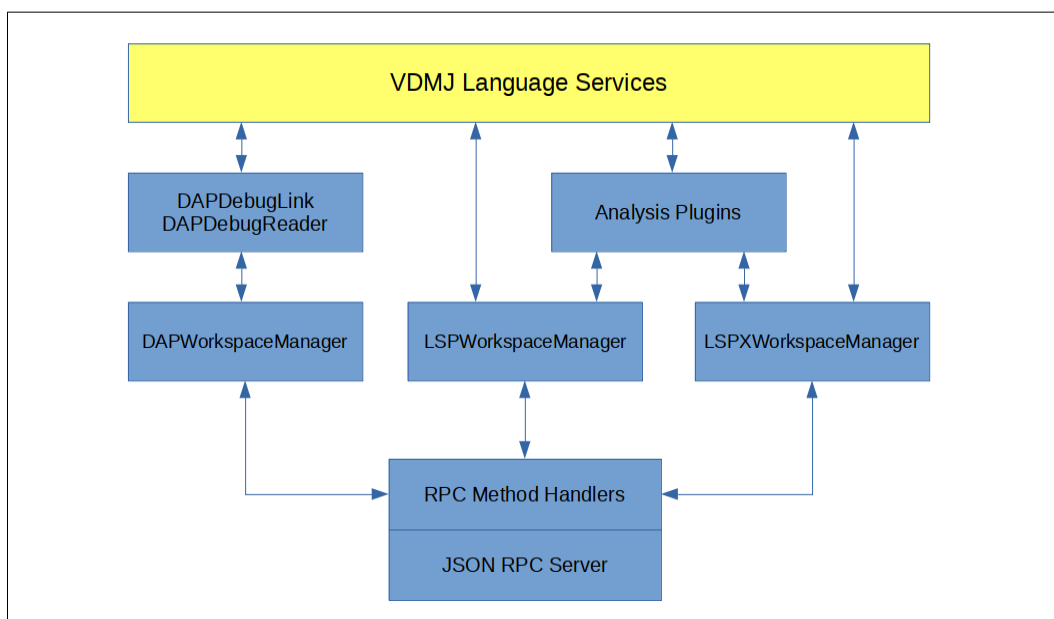 VDMJ Language Services
DAPDebugLink
DAPDebugReader
Analysis Plugins
DAPWorkspaceManager
LSPWorkspaceManager
LSPXWorkspaceManager
RPC Method Handlers
JSON RPC Server